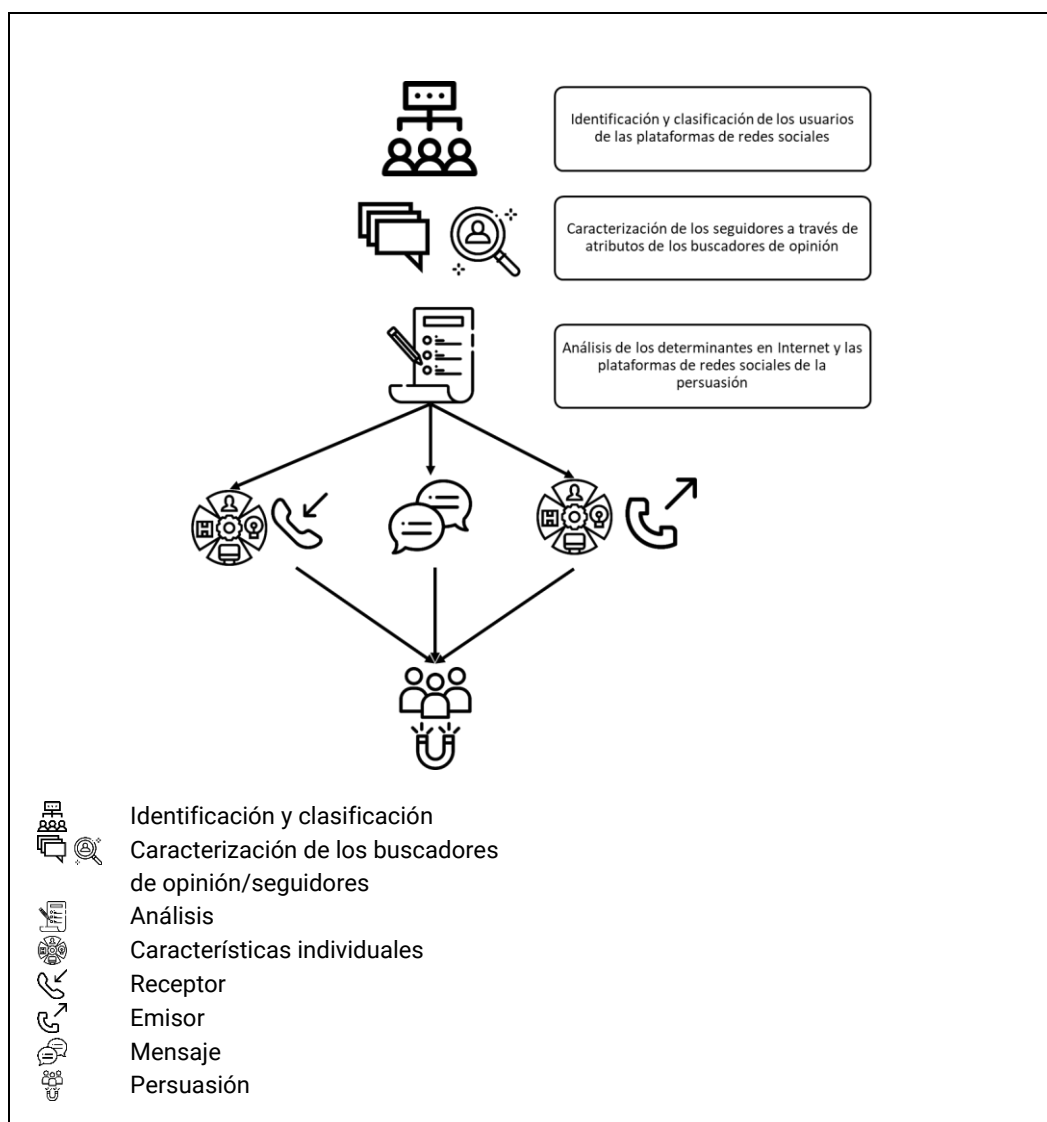 Identificación y clasificación de los usuarios
de las plataformas de redes sociales
Caracterización de los seguidores a través de
atributos de los buscadores de opinión
Análisis de los determinantes en Internet y las
plataformas de redes sociales de la
persuasión
Identificación y clasificación
Caracterización de los buscadores
de opinión/seguidores
Análisis
Características individuales
Receptor
Emisor
Mensaje
Persuasión